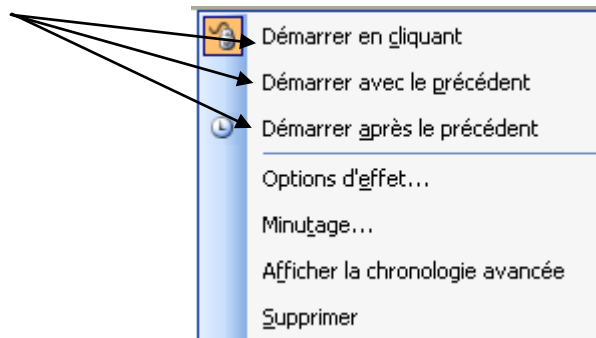 Démarrer en cliquant
Démarrer avec le précédent
Démarrer après le précédent
Options d'effet...
Minutage...
Afficher la chronologie avancée
Supprimer